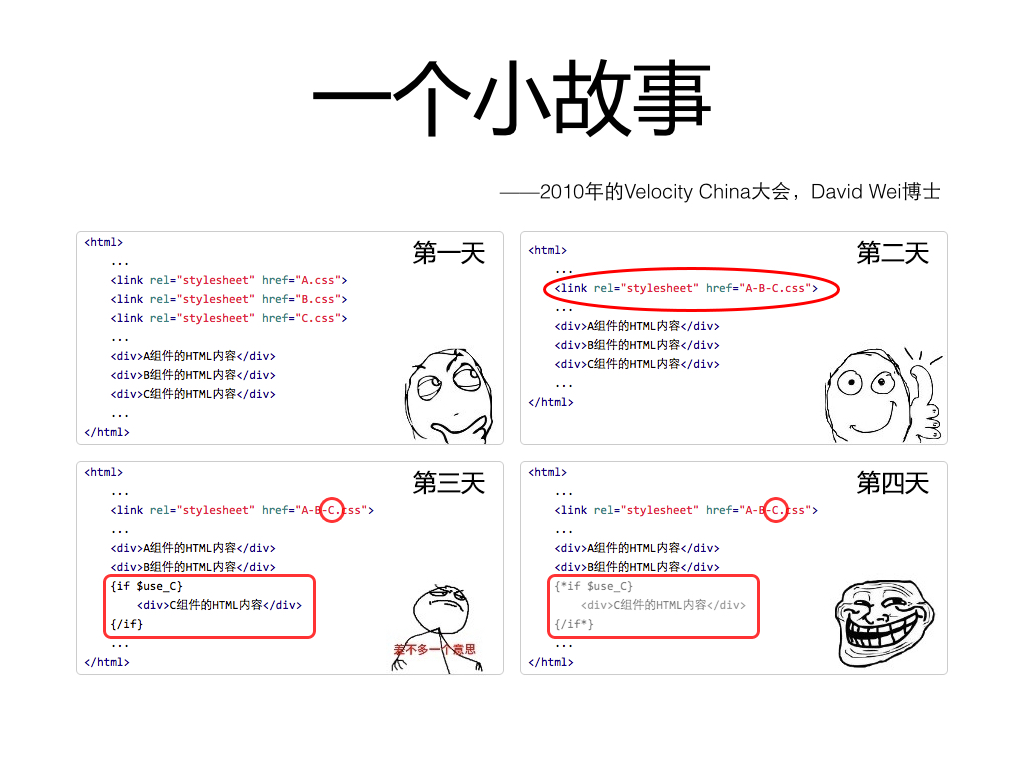 一个小故事
——2010年的Velocity China大会，David Wei博士
第一天
<html>
...
<link rel="stylesheet" href="A.css">
<link rel="stylesheet" href="B.css">
<link rel="stylesheet" href="C.css">
...
<div>A组件的HTML内容</div>
<div>B组件的HTML内容</div>
<div>C组件的HTML内容</div>
...
</html>
第二天
<html>
...
<link rel="stylesheet" href="A-B-C.css">
...
<div>A组件的HTML内容</div>
<div>B组件的HTML内容</div>
<div>C组件的HTML内容</div>
...
</html>
第三天
<html>
...
<link rel="stylesheet" href="A-B-C.css">
...
<div>A组件的HTML内容</div>
<div>B组件的HTML内容</div>
{if $use_C}
<div>C组件的HTML内容</div>
{/if}
...
</html>
差不多一个意思
第四天
<html>
...
<link rel="stylesheet" href="A-B-C.css">
...
<div>A组件的HTML内容</div>
<div>B组件的HTML内容</div>
{*if $use_C}
<div>C组件的HTML内容</div>
{/if*}
...
</html>